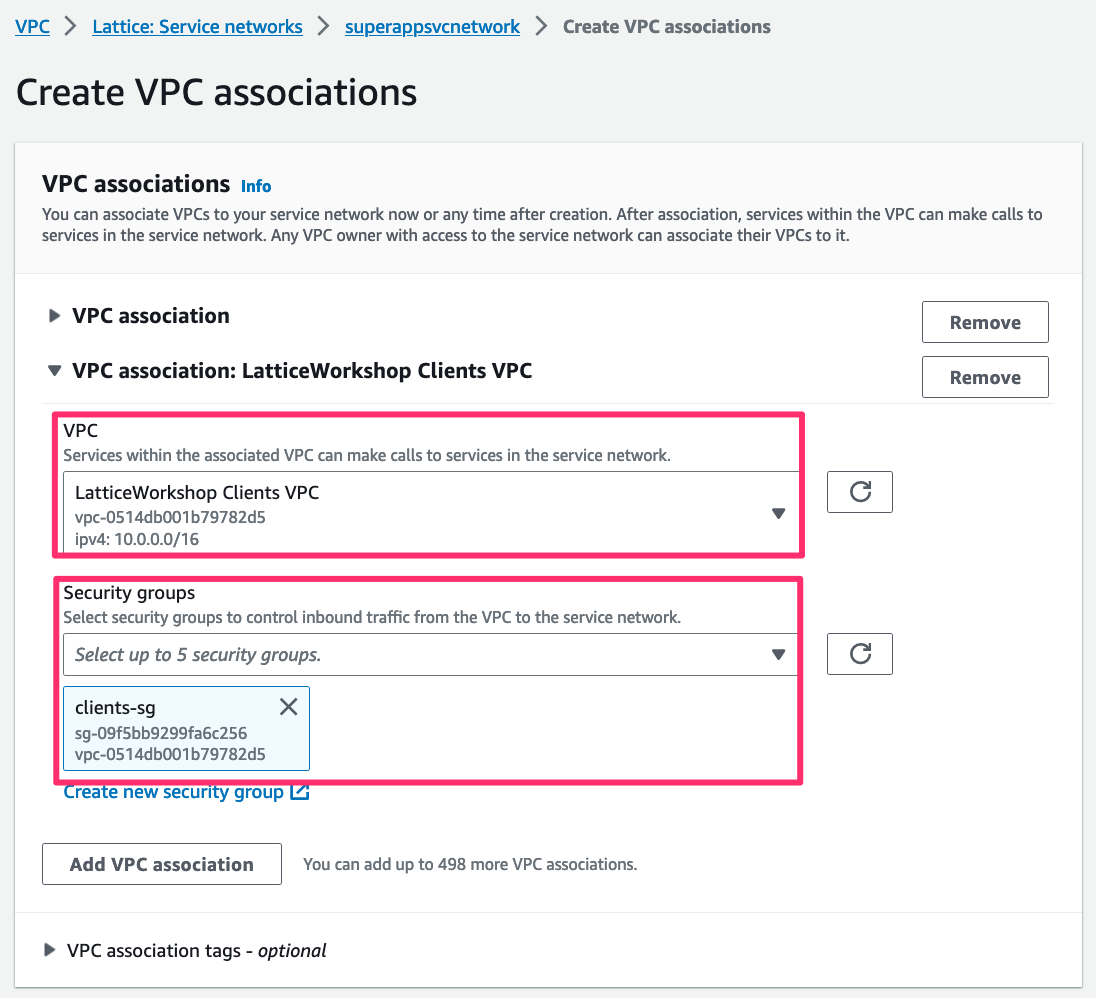 VPC > Lattice: Service networks > superappsvcnetwork > Create VPC associations
Create VPC associations
VPC associations Info
You can associate VPCs to your service network now or any time after creation. After association, services within the VPC can make calls to
services in the service network. Any VPC owner with access to the service network can associate their VPCs to it.
VPC association
Remove
VPC association: LatticeWorkshop Clients VPC
Remove
VPC
Services within the associated VPC can make calls to services in the service network.
LatticeWorkshop Clients VPC
vpc-0514db001b79782d5
ipv4: 10.0.0.0/16
Security groups
Select security groups to control inbound traffic from the VPC to the service network.
Select up to 5 security groups.
clients-sg
sg-09f5bb9299fa6c256
vpc-0514db001b79782d5
Create new security group
Add VPC association
You can add up to 498 more VPC associations.
VPC association tags - optional